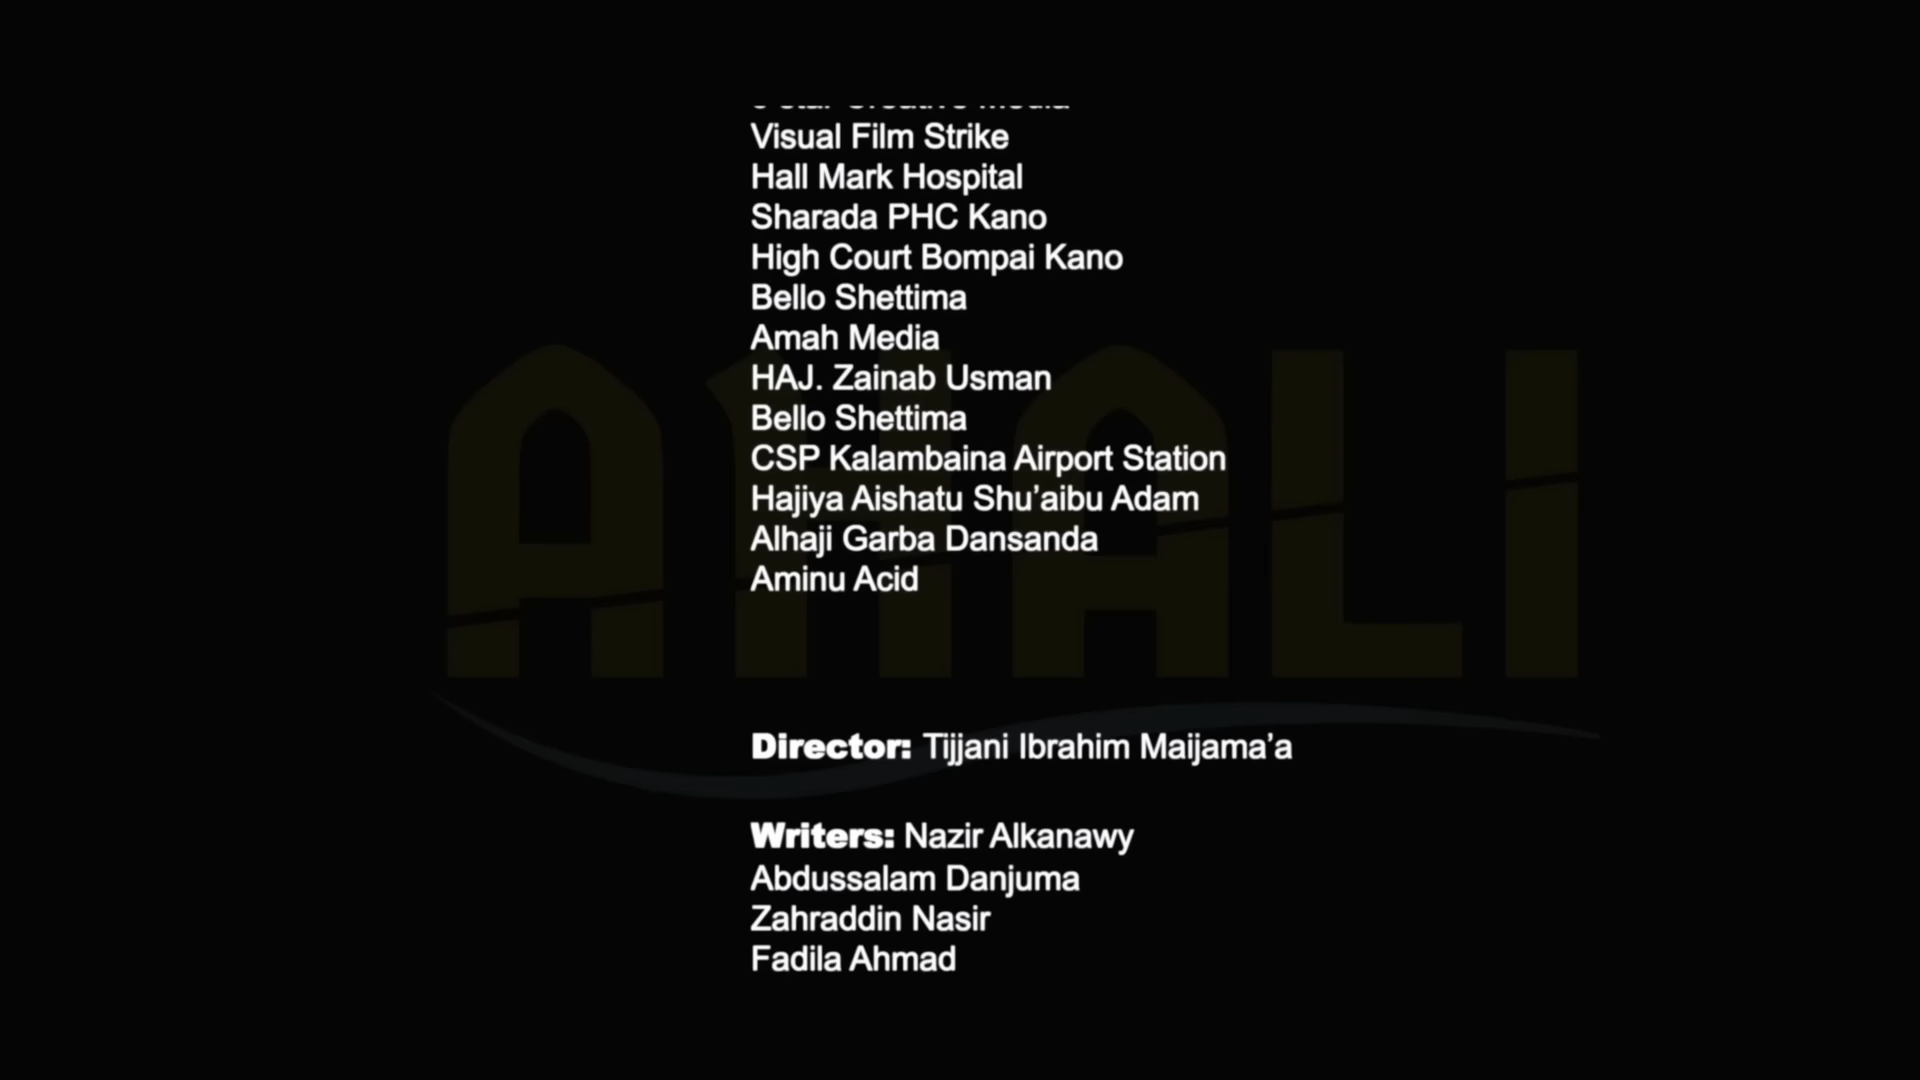 Visual Film Strike
Hall Mark Hospital
Sharada PHC Kano
High Court Bompai Kano
Bello Shettima
Amah Media
HAJ. Zainab Usman
Bello Shettima
CSP Kalambaina Airport Station
Hajiya Aishatu Shu’aibu Adam
Alhaji Garba Dansanda
Aminu Acid
AHALI
Director: Tijjani Ibrahim Maijama’a
Writers: Nazir Alkanawy
Abdussalam Danjuma
Zahraddin Nasir
Fadila Ahmad